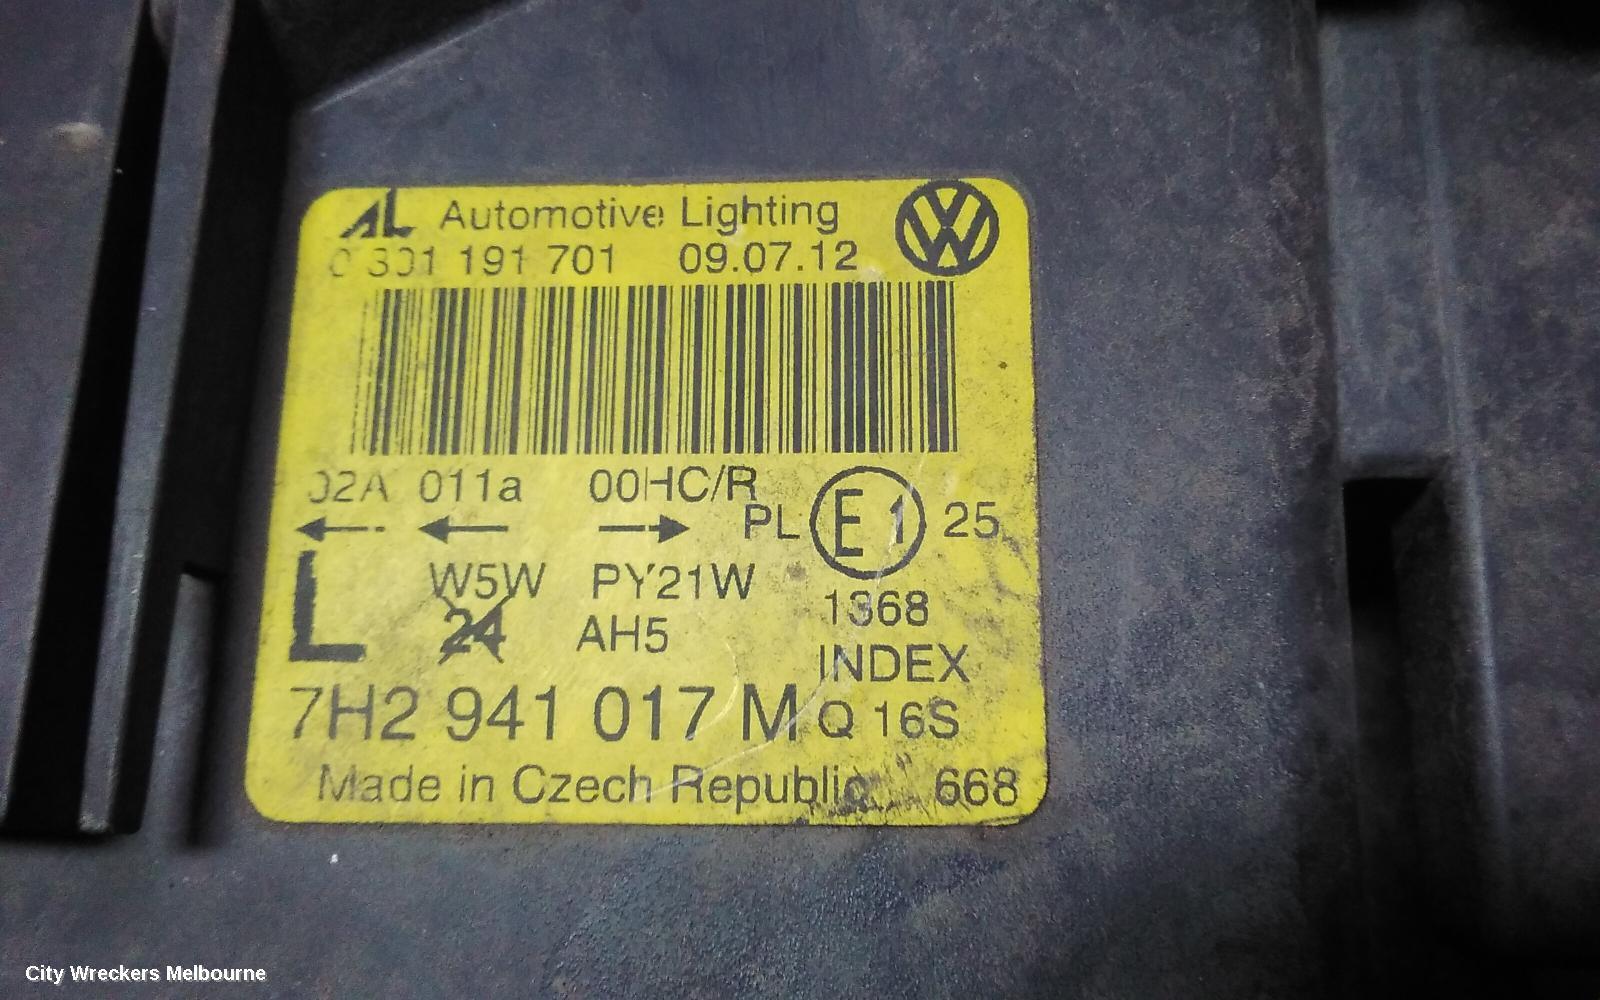 AL Automotive Lighting
0 301 191 701 09.07.12
02A 011a 00HC/R
PL E1 25
L W5W PY21W
24 AH5 1368
INDEX
7H2 941 017 M Q 16S
Made in Czech Republic 668
City Wreckers Melbourne